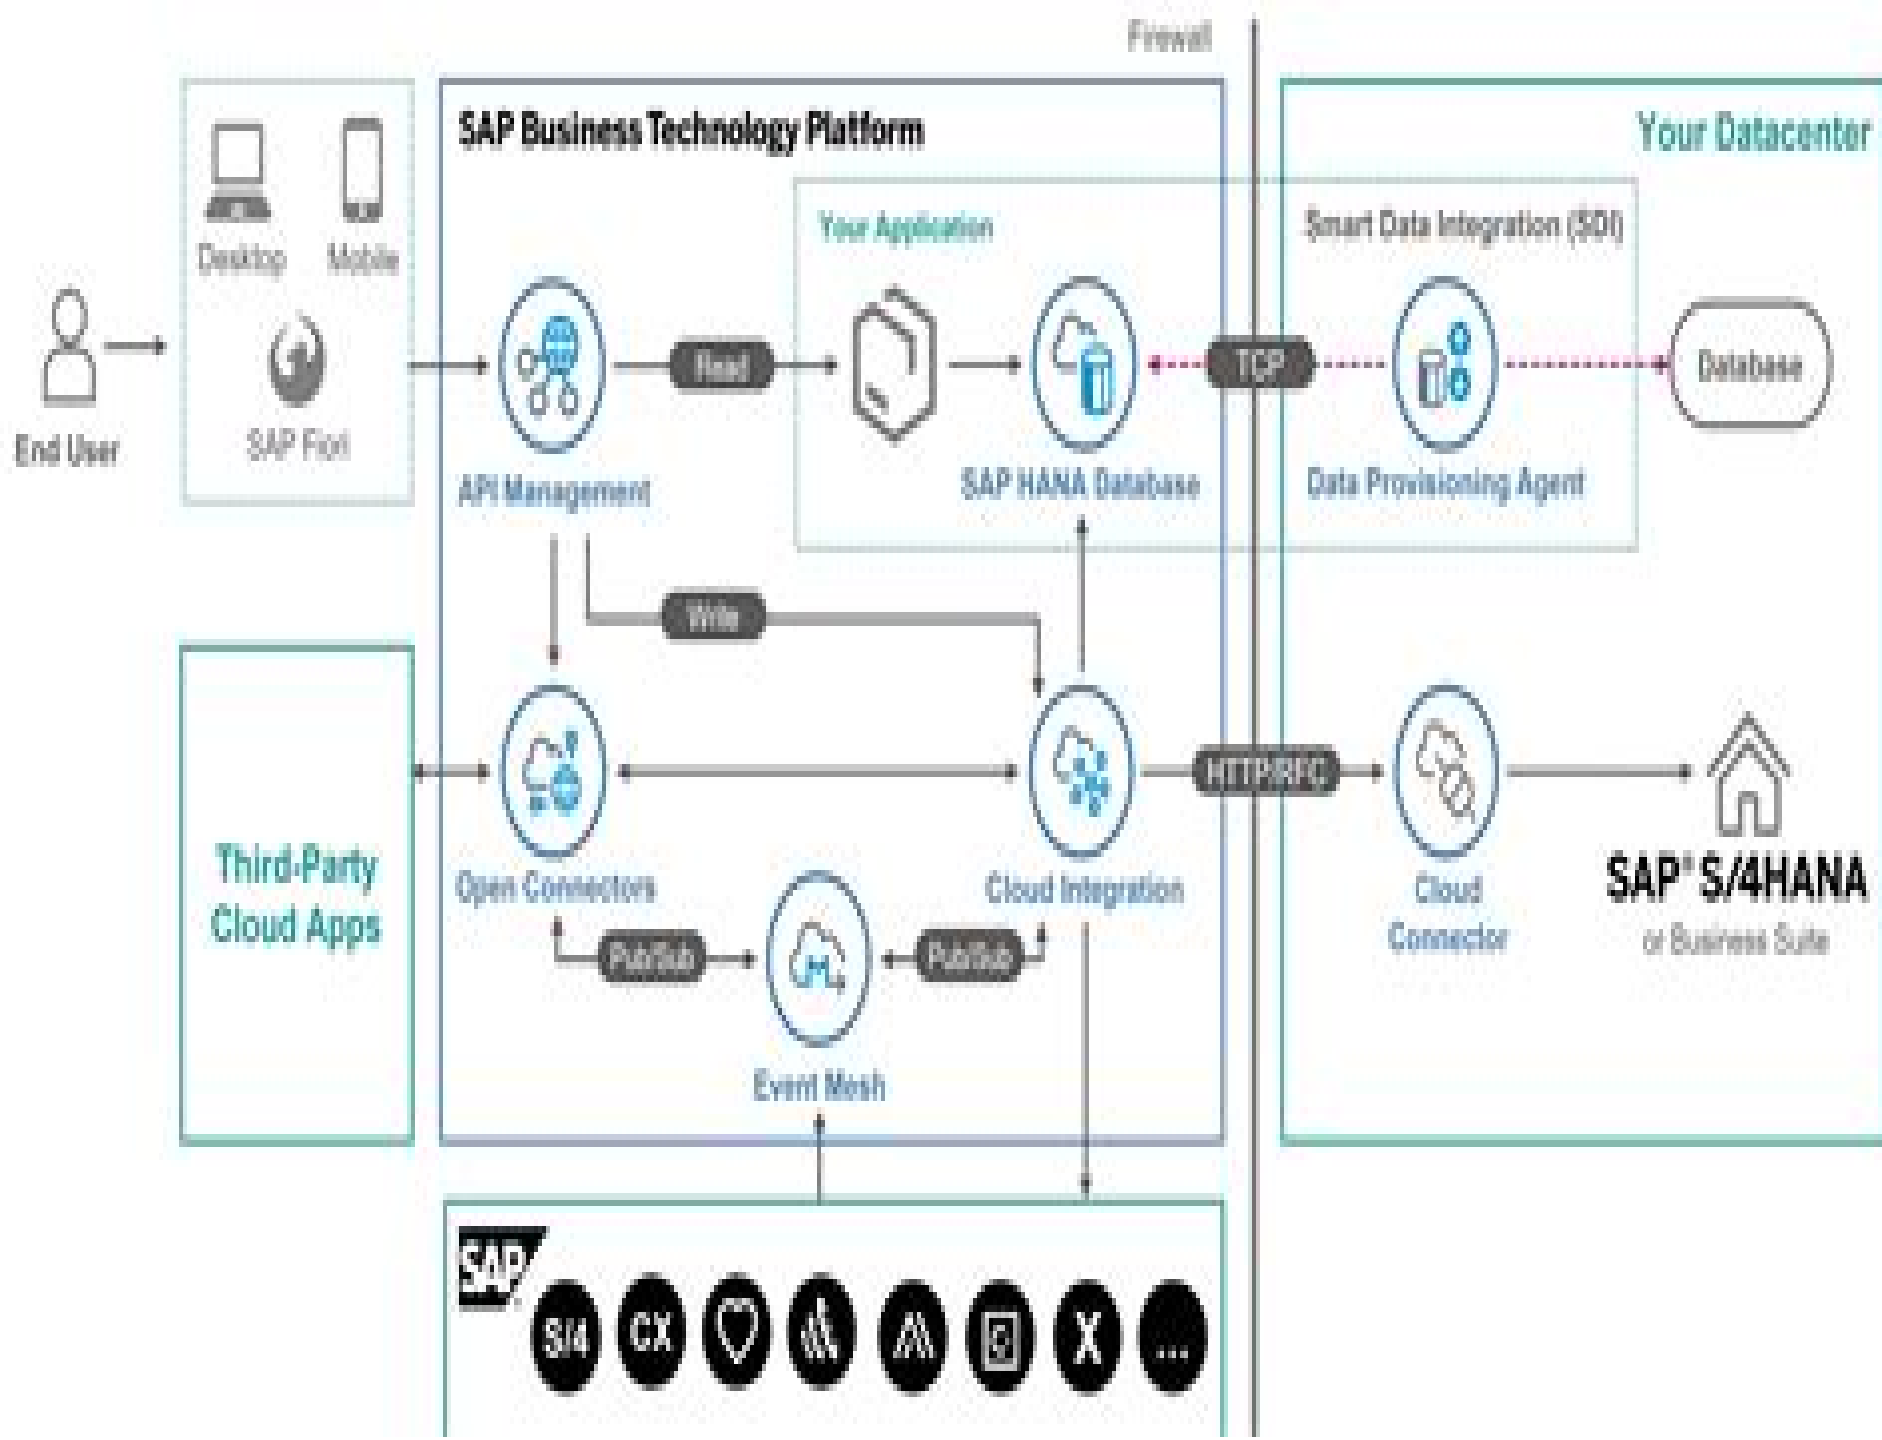 Firewall
SAP Business Technology Platform
Your Datacenter
Your Application
Smart Data Integration (SDI)
Desktop
Mobile
SAP Fiori
End User
Read
TCP
Database
API Management
SAP HANA Database
Data Provisioning Agent
Write
HTTP/RFC
Third-Party
Cloud Apps
Open Connectors
Cloud Integration
Cloud
Connector
SAP® S/4HANA
or Business Suite
Pub/Sub
Pub/Sub
Event Mesh
SAP
S/4
CX
X
...